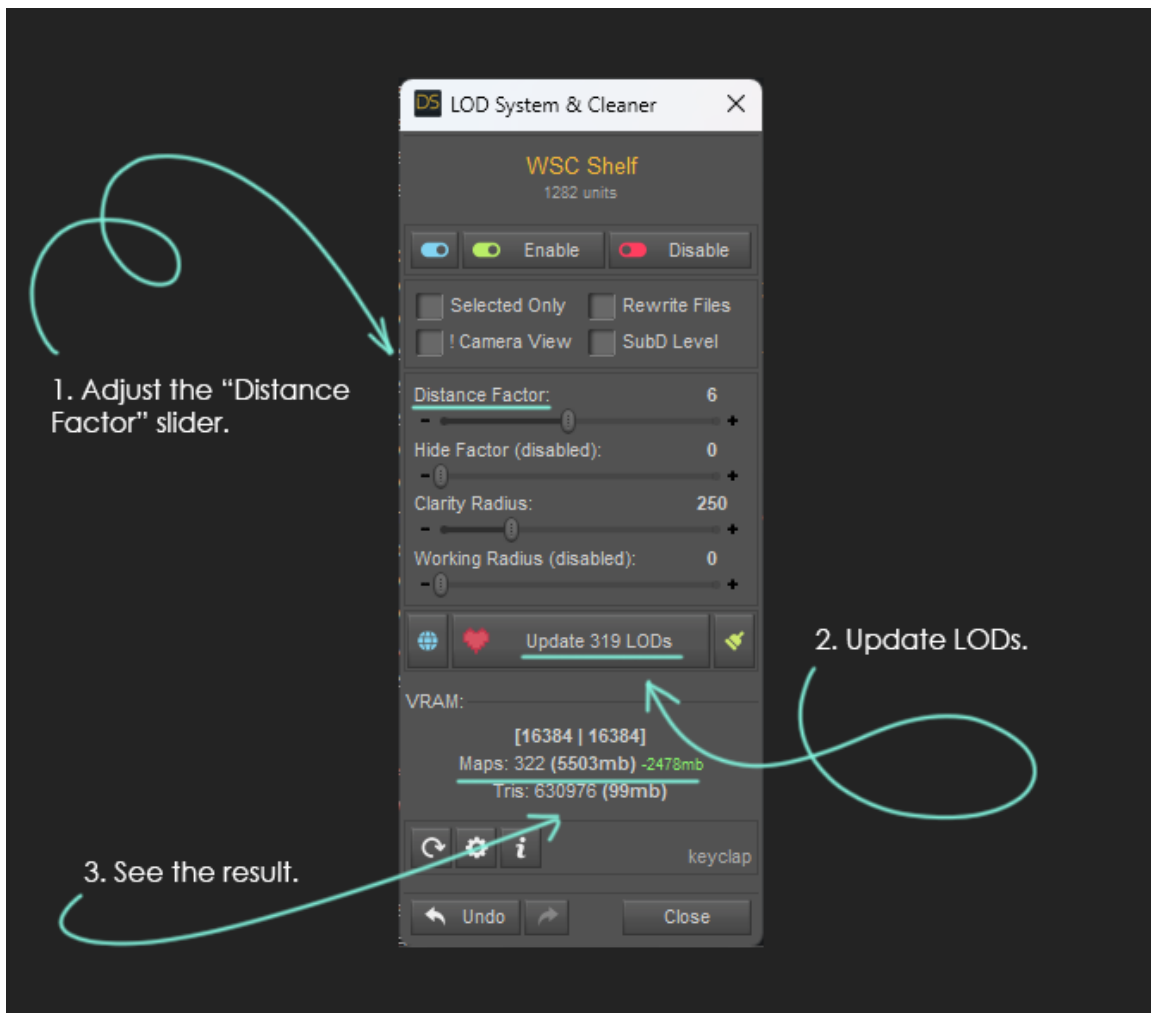 DS LOD System & Cleaner
WSC Shelf
1282 units
Enable Disable
Selected Only Rewrite Files
! Camera View SubD Level
1. Adjust the “Distance
Factor” slider.
Distance Factor: 6
- +
Hide Factor (disabled): 0
- +
Clarity Radius: 250
- +
Working Radius (disabled): 0
- +
Update 319 LODs
2. Update LODs.
VRAM:
[16384 | 16384]
Maps: 322 (5503mb) -2478mb
Tris: 630976 (99mb)
i
keyclap
3. See the result.
Undo Close